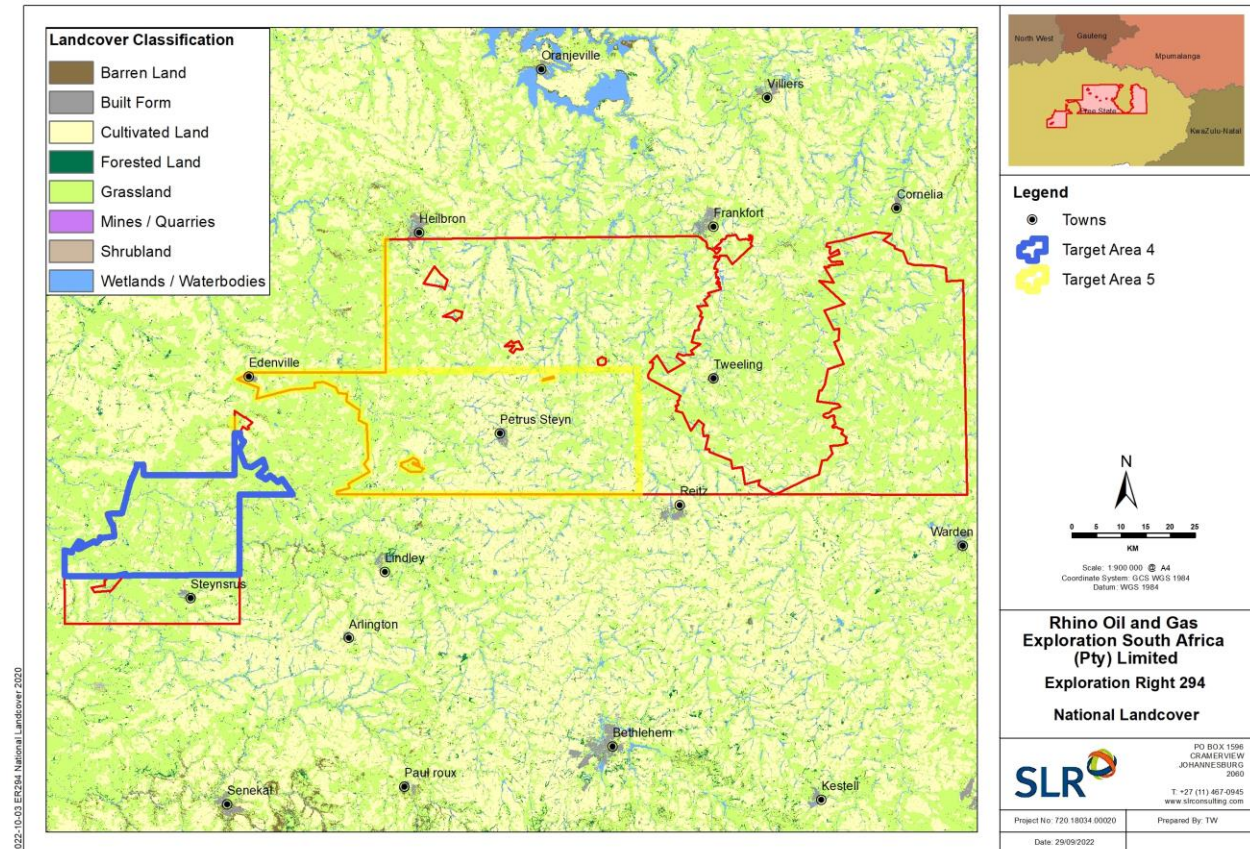 Landcover Classification
Barren Land
Built Form
Cultivated Land
Forested Land
Grassland
Mines / Quarries
Shrubland
Wetlands / Waterbodies
Oranjeville
Villiers
Cornelia
Heilbron
Frankfort
Edenville
Tweeling
Petrus Steyn
Reitz
Warden
Lindley
Steynsrus
Arlington
Bethlehem
Paul roux
Senekal
Kestell
North West
Gauteng
Mpumalanga
Free State
KwaZulu-Natal
Legend
Towns
Target Area 4
Target Area 5
N
0 5 10 15 20 25
KM
Scale: 1:900 000 @ A4
Coordinate System: GCS WGS 1984
Datum: WGS 1984
Rhino Oil and Gas
Exploration South Africa
(Pty) Limited
Exploration Right 294
National Landcover
SLR
PO BOX 1596
CRAMERVIEW
JOHANNESBURG
2060
T: +27 (11) 467-0945
www.slrconsulting.com
Project No: 720.18034.00020
Prepared By: TW
Date: 29/09/2022
022-10-03 ER294 National Landcover 2020